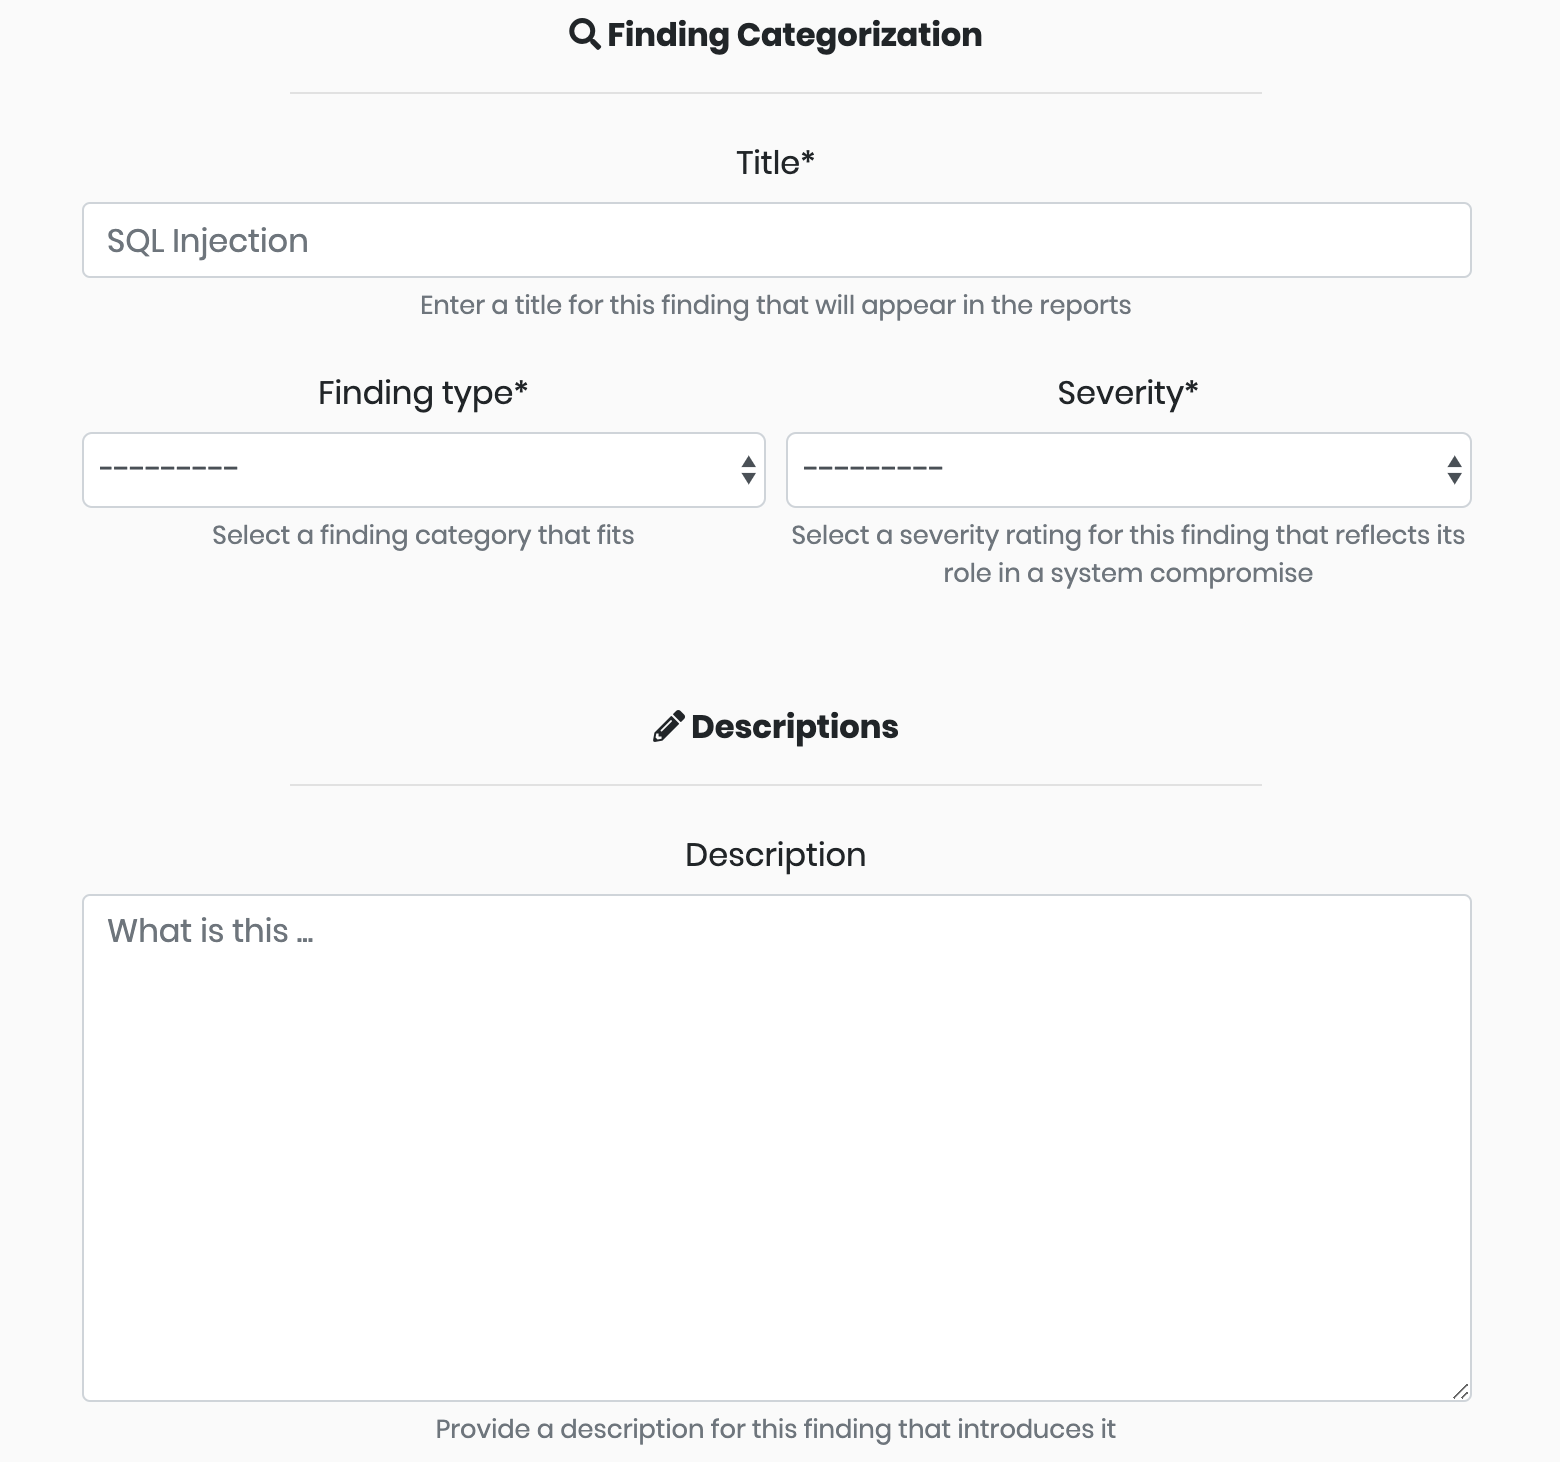 Finding Categorization
Title*
SQL Injection
Enter a title for this finding that will appear in the reports
Finding type*
Severity*
---------
---------
Select a finding category that fits
Select a severity rating for this finding that reflects its
role in a system compromise
Descriptions
Description
What is this ...
Provide a description for this finding that introduces it